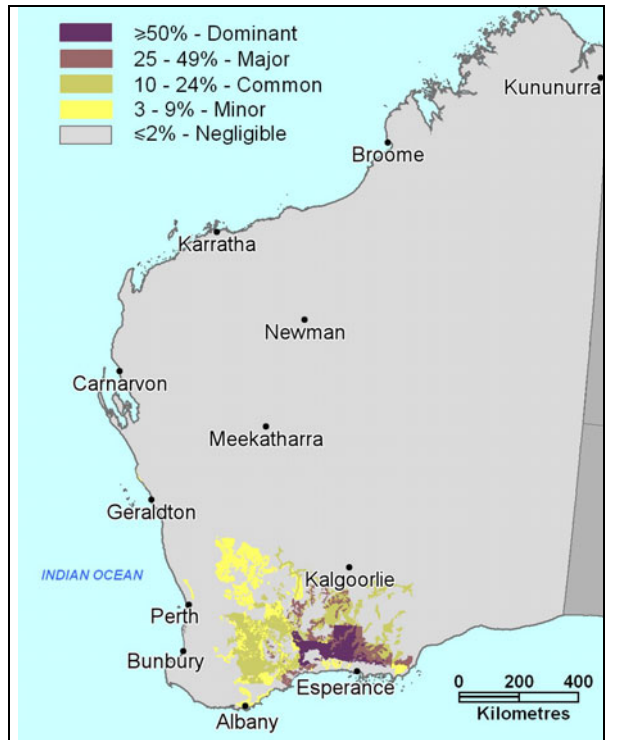 ≥50% - Dominant
25 - 49% - Major
10 - 24% - Common
3 - 9% - Minor
≤2% - Negligible
Kununurra
Broome
Karratha
Newman
Carnarvon
Meekatharra
Geraldton
INDIAN OCEAN
Kalgoorlie
Perth
Bunbury
Esperance
Albany
0 200 400
Kilometres